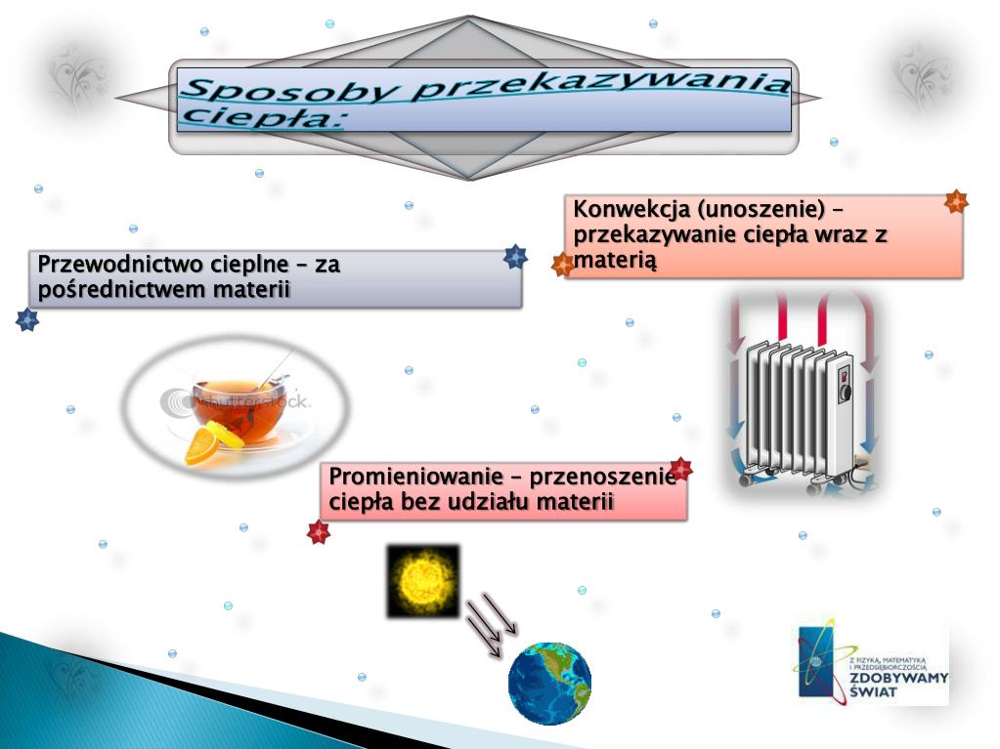 Sposoby przekazywania
ciepła:
Konwekcja (unoszenie) –
przekazywanie ciepła wraz z
materią
Przewodnictwo cieplne – za
pośrednictwem materii
shutterstock.
Promieniowanie – przenoszenie
ciepła bez udziału materii
Z FIZYKĄ, MATEMATYKĄ
I PRZEDSIĘBIORCZOŚCIĄ
ZDOBYWAMY
ŚWIAT